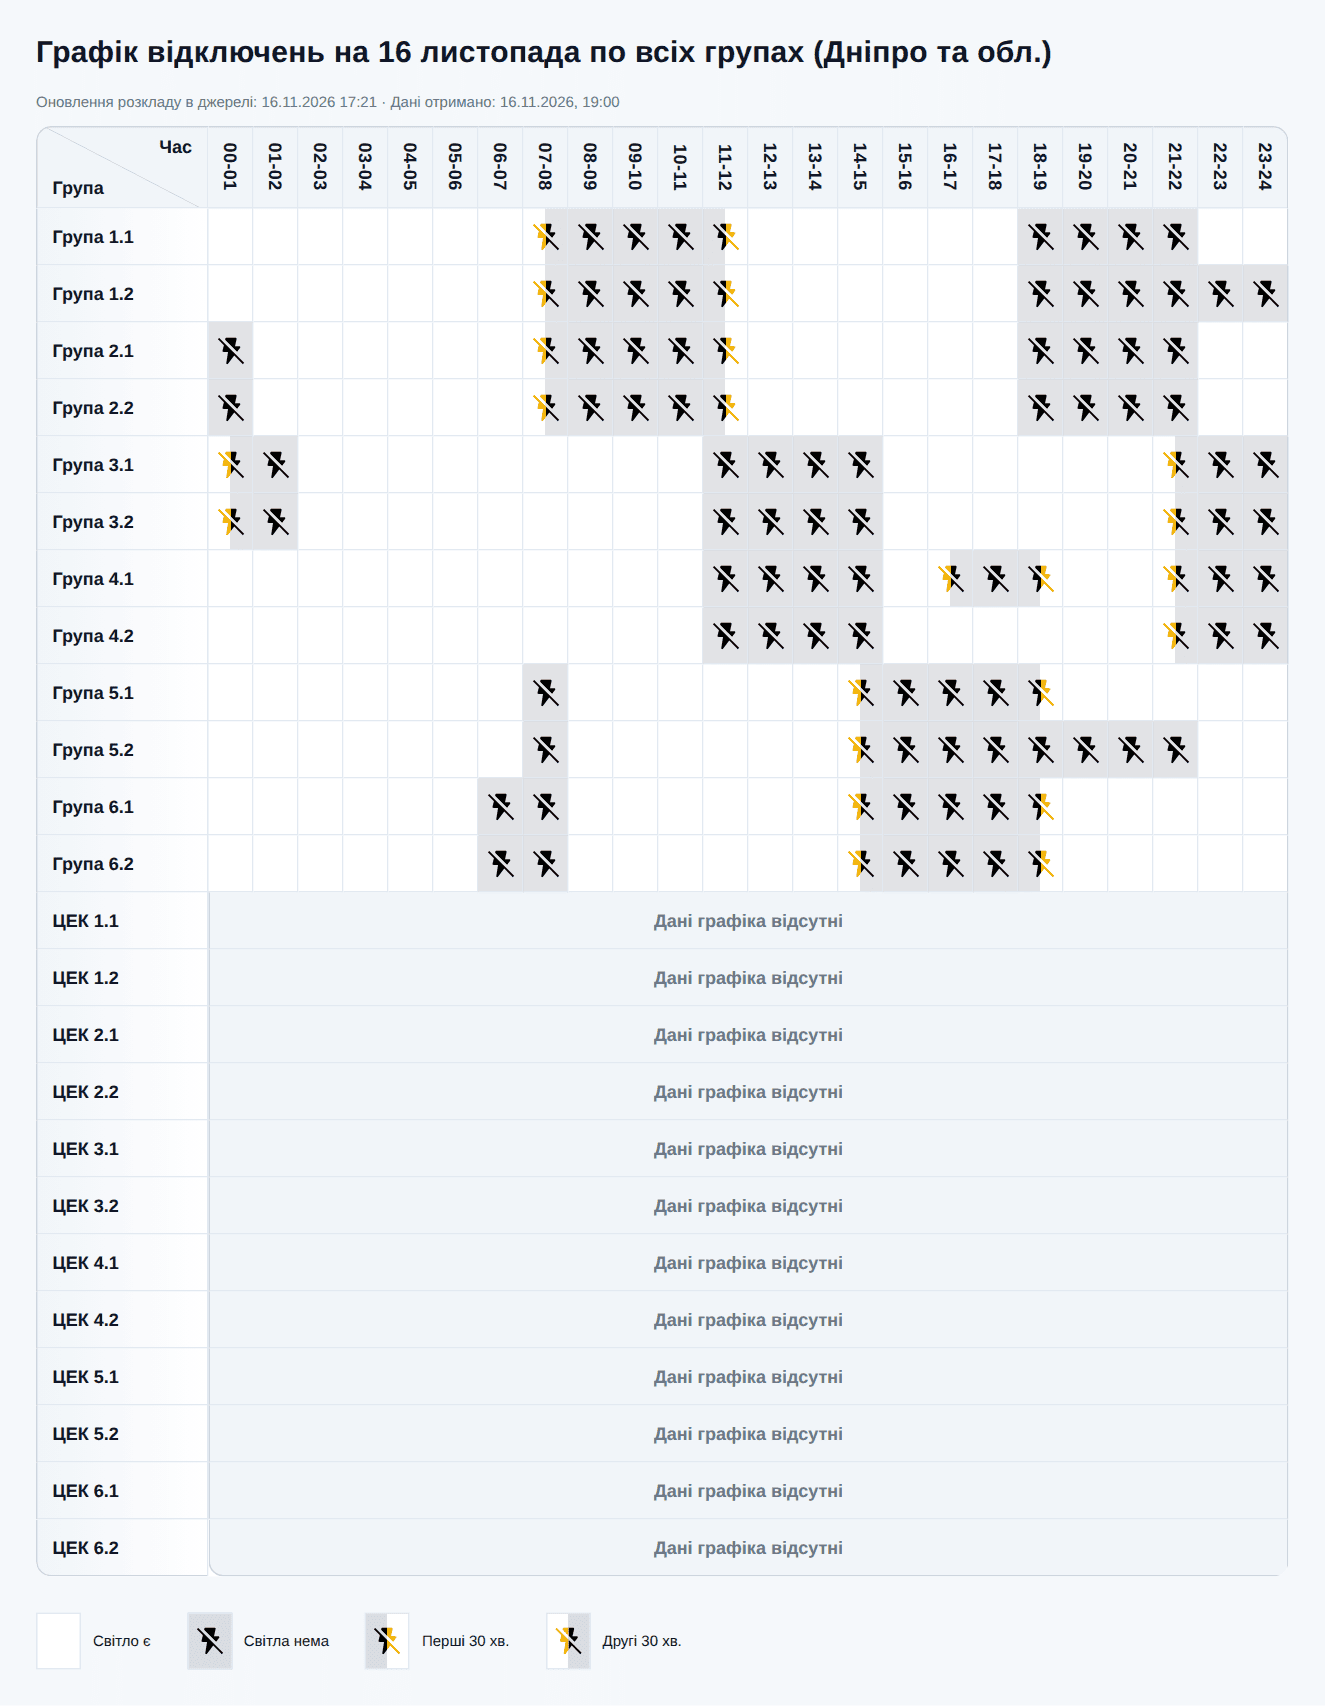 Графік відключень на 16 листопада по всіх групах (Дніпро та обл.)
Оновлення розкладу в джерелі: 16.11.2026 17:21 · Дані отримано: 16.11.2026, 19:00
Час
Група
00-01 01-02 02-03 03-04 04-05 05-06 06-07 07-08 08-09 09-10 10-11 11-12 12-13 13-14 14-15 15-16 16-17 17-18 18-19 19-20 20-21 21-22 22-23 23-24
Група 1.1
Група 1.2
Група 2.1
Група 2.2
Група 3.1
Група 3.2
Група 4.1
Група 4.2
Група 5.1
Група 5.2
Група 6.1
Група 6.2
ЦЕК 1.1 Дані графіка відсутні
ЦЕК 1.2 Дані графіка відсутні
ЦЕК 2.1 Дані графіка відсутні
ЦЕК 2.2 Дані графіка відсутні
ЦЕК 3.1 Дані графіка відсутні
ЦЕК 3.2 Дані графіка відсутні
ЦЕК 4.1 Дані графіка відсутні
ЦЕК 4.2 Дані графіка відсутні
ЦЕК 5.1 Дані графіка відсутні
ЦЕК 5.2 Дані графіка відсутні
ЦЕК 6.1 Дані графіка відсутні
ЦЕК 6.2 Дані графіка відсутні
Світло є Світла нема Перші 30 хв. Другі 30 хв.